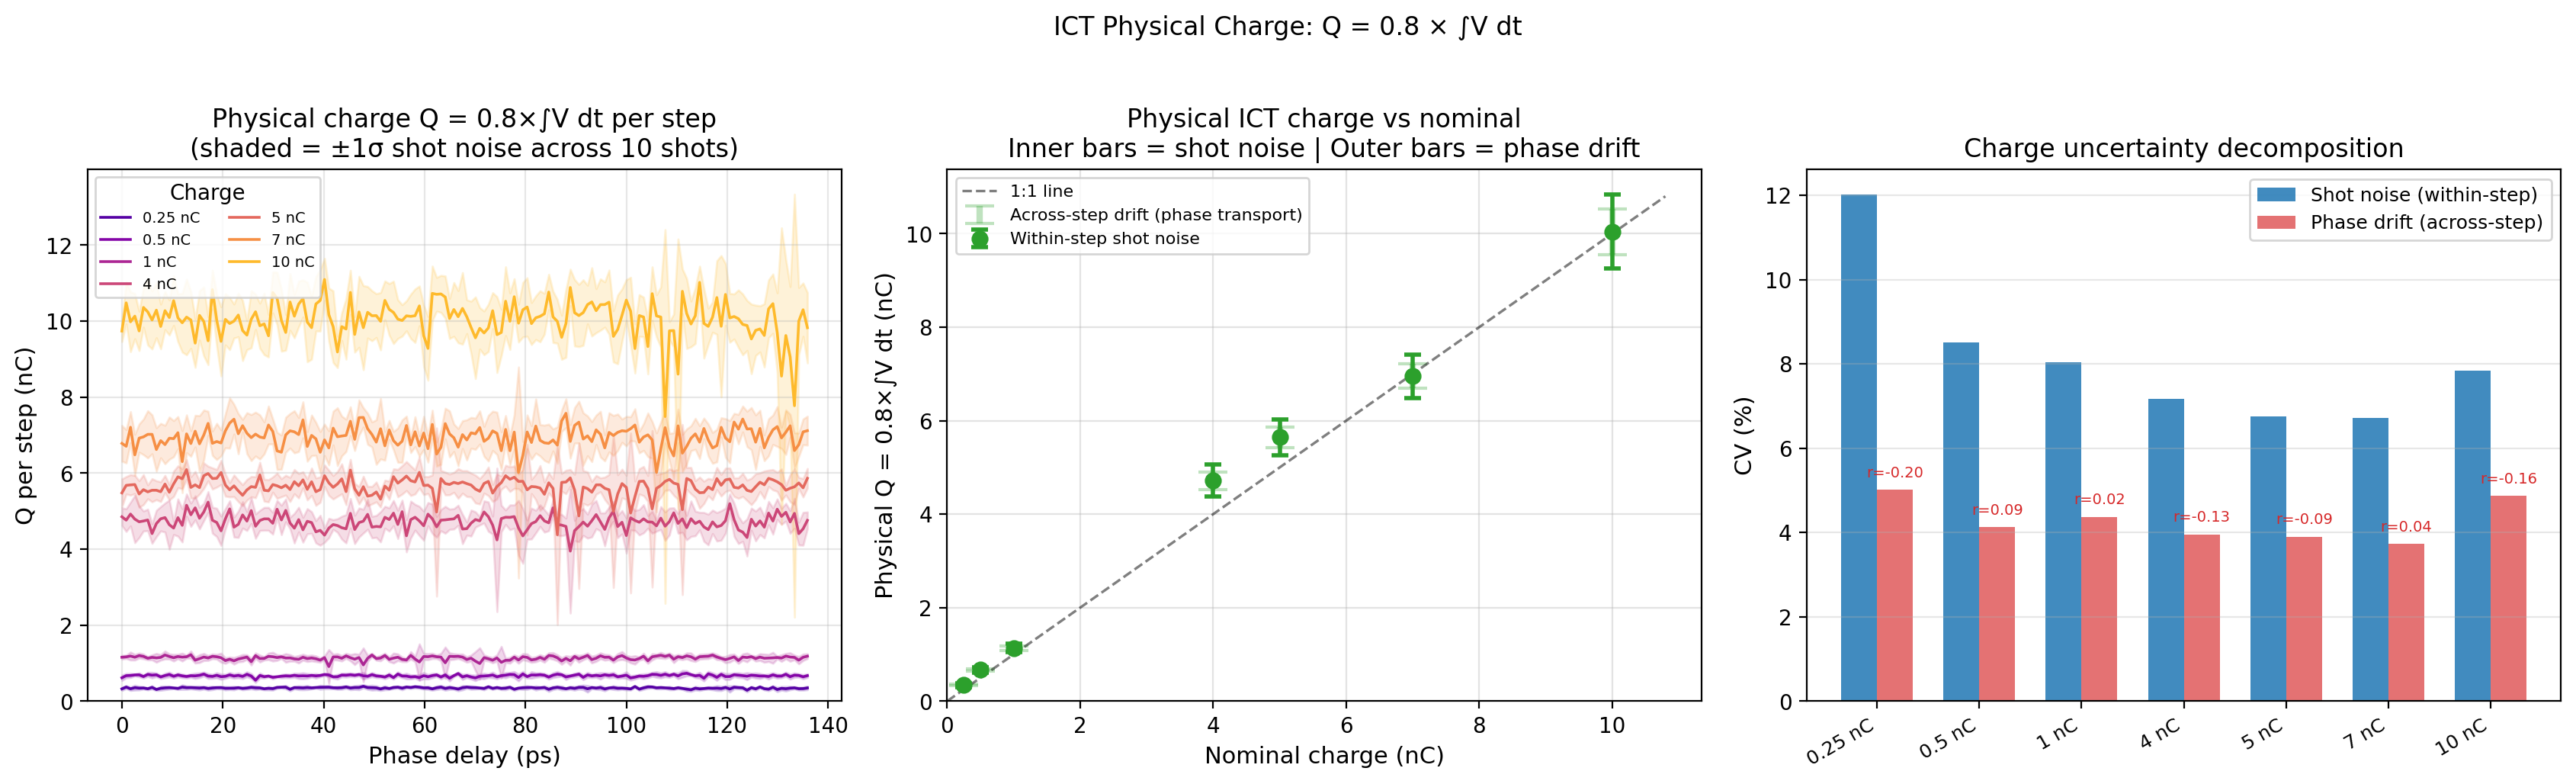 ICT Physical Charge: Q = 0.8 × ∫V dt
Physical charge Q = 0.8×∫V dt per step
(shaded = ±1σ shot noise across 10 shots)
Q per step (nC)
12
10
8
6
4
2
0
Charge
0.25 nC
0.5 nC
1 nC
4 nC
5 nC
7 nC
10 nC
0 20 40 60 80 100 120 140
Phase delay (ps)
Physical ICT charge vs nominal
Inner bars = shot noise | Outer bars = phase drift
Physical Q = 0.8×∫V dt (nC)
10
8
6
4
2
0
1:1 line
Across-step drift (phase transport)
Within-step shot noise
0 2 4 6 8 10
Nominal charge (nC)
Charge uncertainty decomposition
CV (%)
12
10
8
6
4
2
0
Shot noise (within-step)
Phase drift (across-step)
r=-0.20
r=0.09
r=0.02
r=-0.13
r=-0.09
r=0.04
r=-0.16
0.25 nC
0.5 nC
1 nC
4 nC
5 nC
7 nC
10 nC